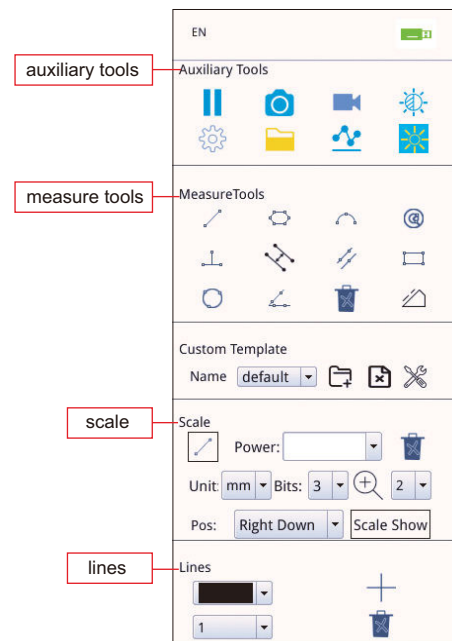 EN
auxiliary tools
Auxiliary Tools
measure tools
MeasureTools
Custom Template
Name default
scale
Scale
Power:
Unit: mm Bits: 3 2
Pos: Right Down Scale Show
lines
Lines
1